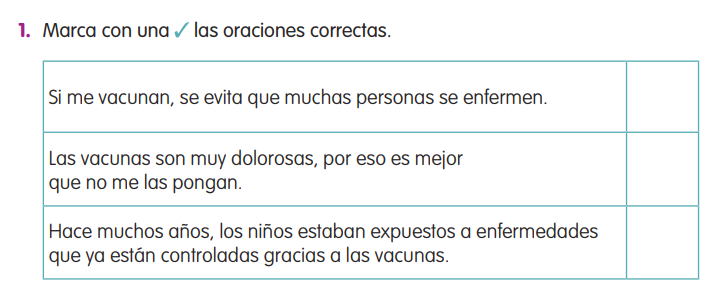 1. Marca con una ✓ las oraciones correctas.
Si me vacunan, se evita que muchas personas se enfermen.
Las vacunas son muy dolorosas, por eso es mejor
que no me las pongan.
Hace muchos años, los niños estaban expuestos a enfermedades
que ya están controladas gracias a las vacunas.